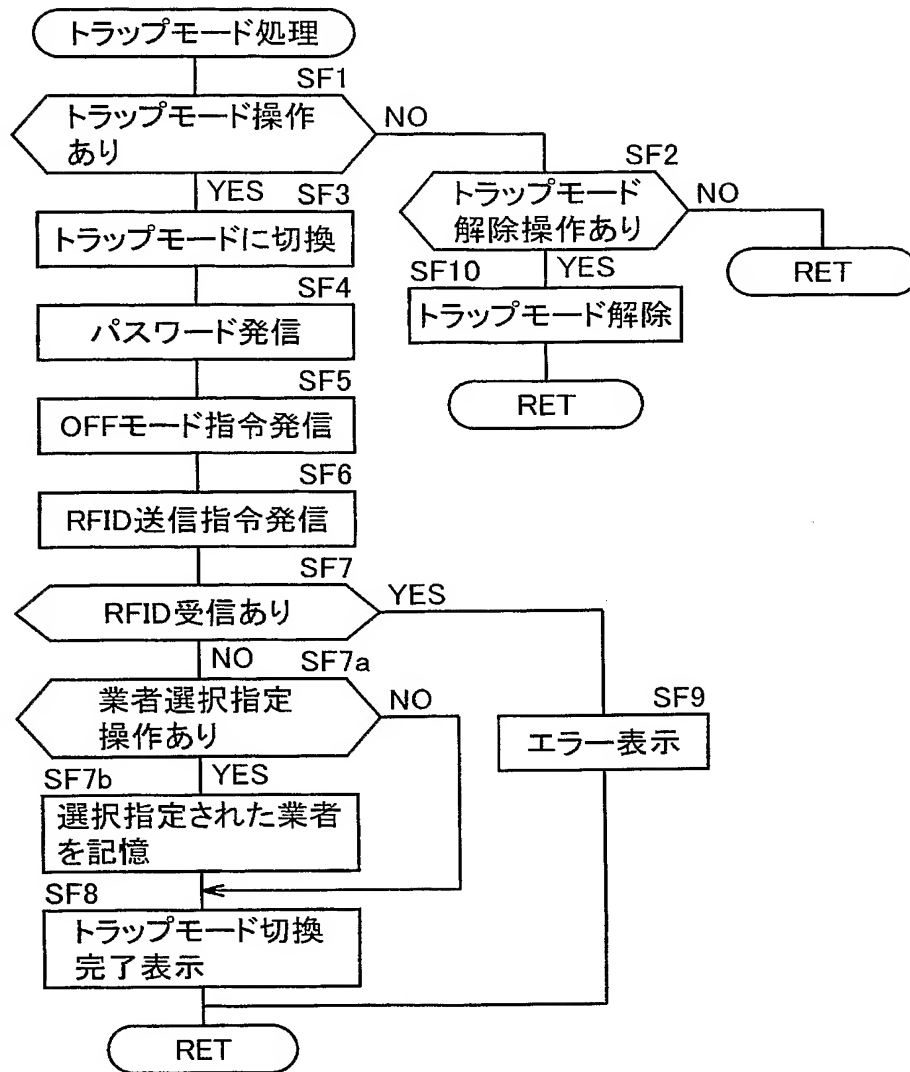 トラップモード処理
SF1
トラップモード操作
あり
NO
SF2
トラップモード
解除操作あり
NO
RET
YES
SF10
トラップモード解除
RET
YES
SF3
トラップモードに切換
SF4
パスワード発信
SF5
OFFモード指令発信
SF6
RFID送信指令発信
SF7
RFID受信あり
YES
SF9
エラー表示
NO
SF7a
業者選択指定
操作あり
NO
YES
SF7b
選択指定された業者
を記憶
SF8
トラップモード切換
完了表示
RET